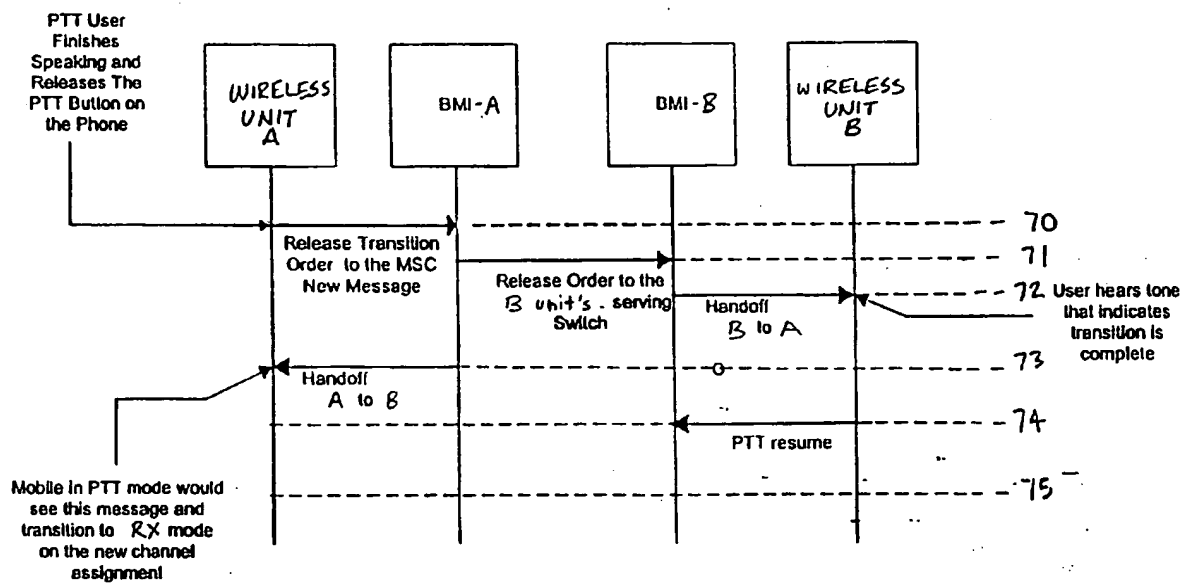 PTT User
Finishes
Speaking and
Releases The
PTT Button on
the Phone
WIRELESS
UNIT
A
BMI-A
BMI-B
WIRELESS
UNIT
B
70
Release Transition
Order to the MSC
New Message
71
Release Order to the
B unit's serving
Switch
72
Handoff
B to A
User hears tone
that indicates
transition is
complete
73
Handoff
A to B
74
PTT resume
75
Mobile in PTT mode would
see this message and
transition to RX mode
on the new channel
assignment